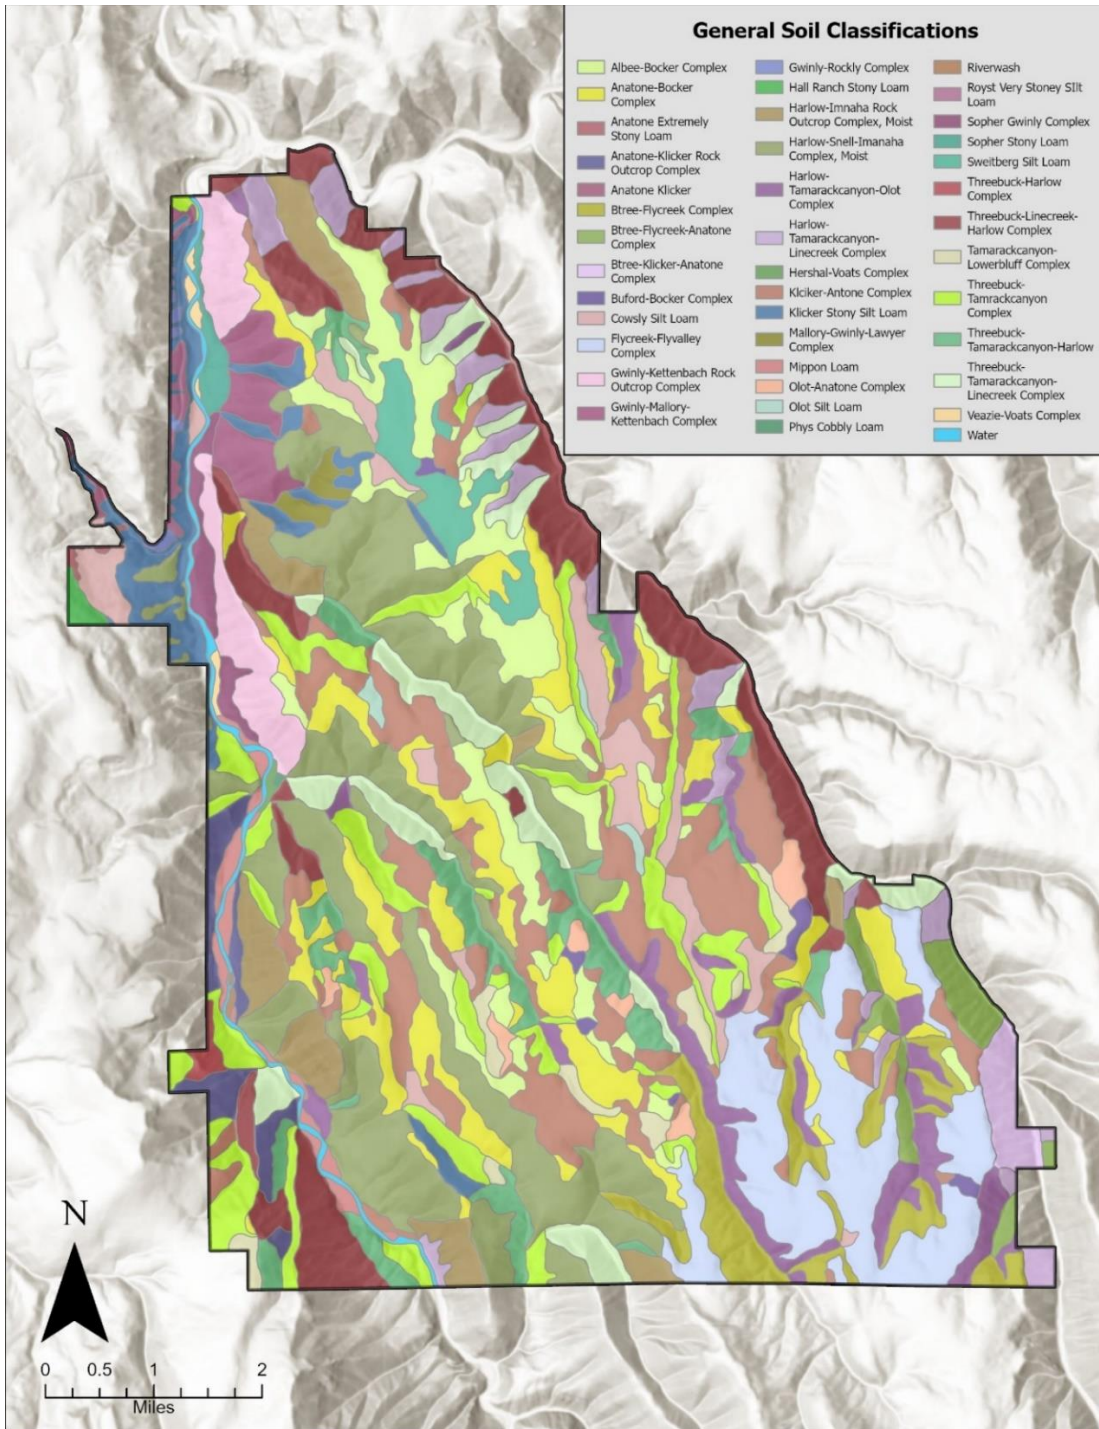 General Soil Classifications
Albee-Bocker Complex
Anatone-Bocker
Complex
Anatone Extremely
Stony Loam
Anatone-Klicker Rock
Outcrop Complex
Anatone Klicker
Btree-Flycreek Complex
Btree-Flycreek-Anatone
Complex
Btree-Klicker-Anatone
Complex
Buford-Bocker Complex
Cowsly Silt Loam
Flycreek-Flyvalley
Complex
Gwinly-Kettenbach Rock
Outcrop Complex
Gwinly-Mallory-
Kettenbach Complex
Gwinly-Rockly Complex
Hall Ranch Stony Loam
Harlow-Imnaha Rock
Outcrop Complex, Moist
Harlow-Snell-Imanaha
Complex, Moist
Harlow-
Tamarackcanyon-Olot
Complex
Harlow-
Tamarackcanyon-
Linecreek Complex
Hershal-Voats Complex
Klciker-Antone Complex
Klicker Stony Silt Loam
Mallory-Gwinly-Lawyer
Complex
Mippon Loam
Olot-Anatone Complex
Olot Silt Loam
Phys Cobbly Loam
Riverwash
Royst Very Stoney SIlt
Loam
Sopher Gwinly Complex
Sopher Stony Loam
Sweitberg Silt Loam
Threebuck-Harlow
Complex
Threebuck-Linecreek-
Harlow Complex
Tamarackcanyon-
Lowerbluff Complex
Threebuck-
Tamrackcanyon
Complex
Threebuck-
Tamarackcanyon-Harlow
Threebuck-
Tamarackcanyon-
Linecreek Complex
Veazie-Voats Complex
Water
N
0 0.5 1 2
Miles